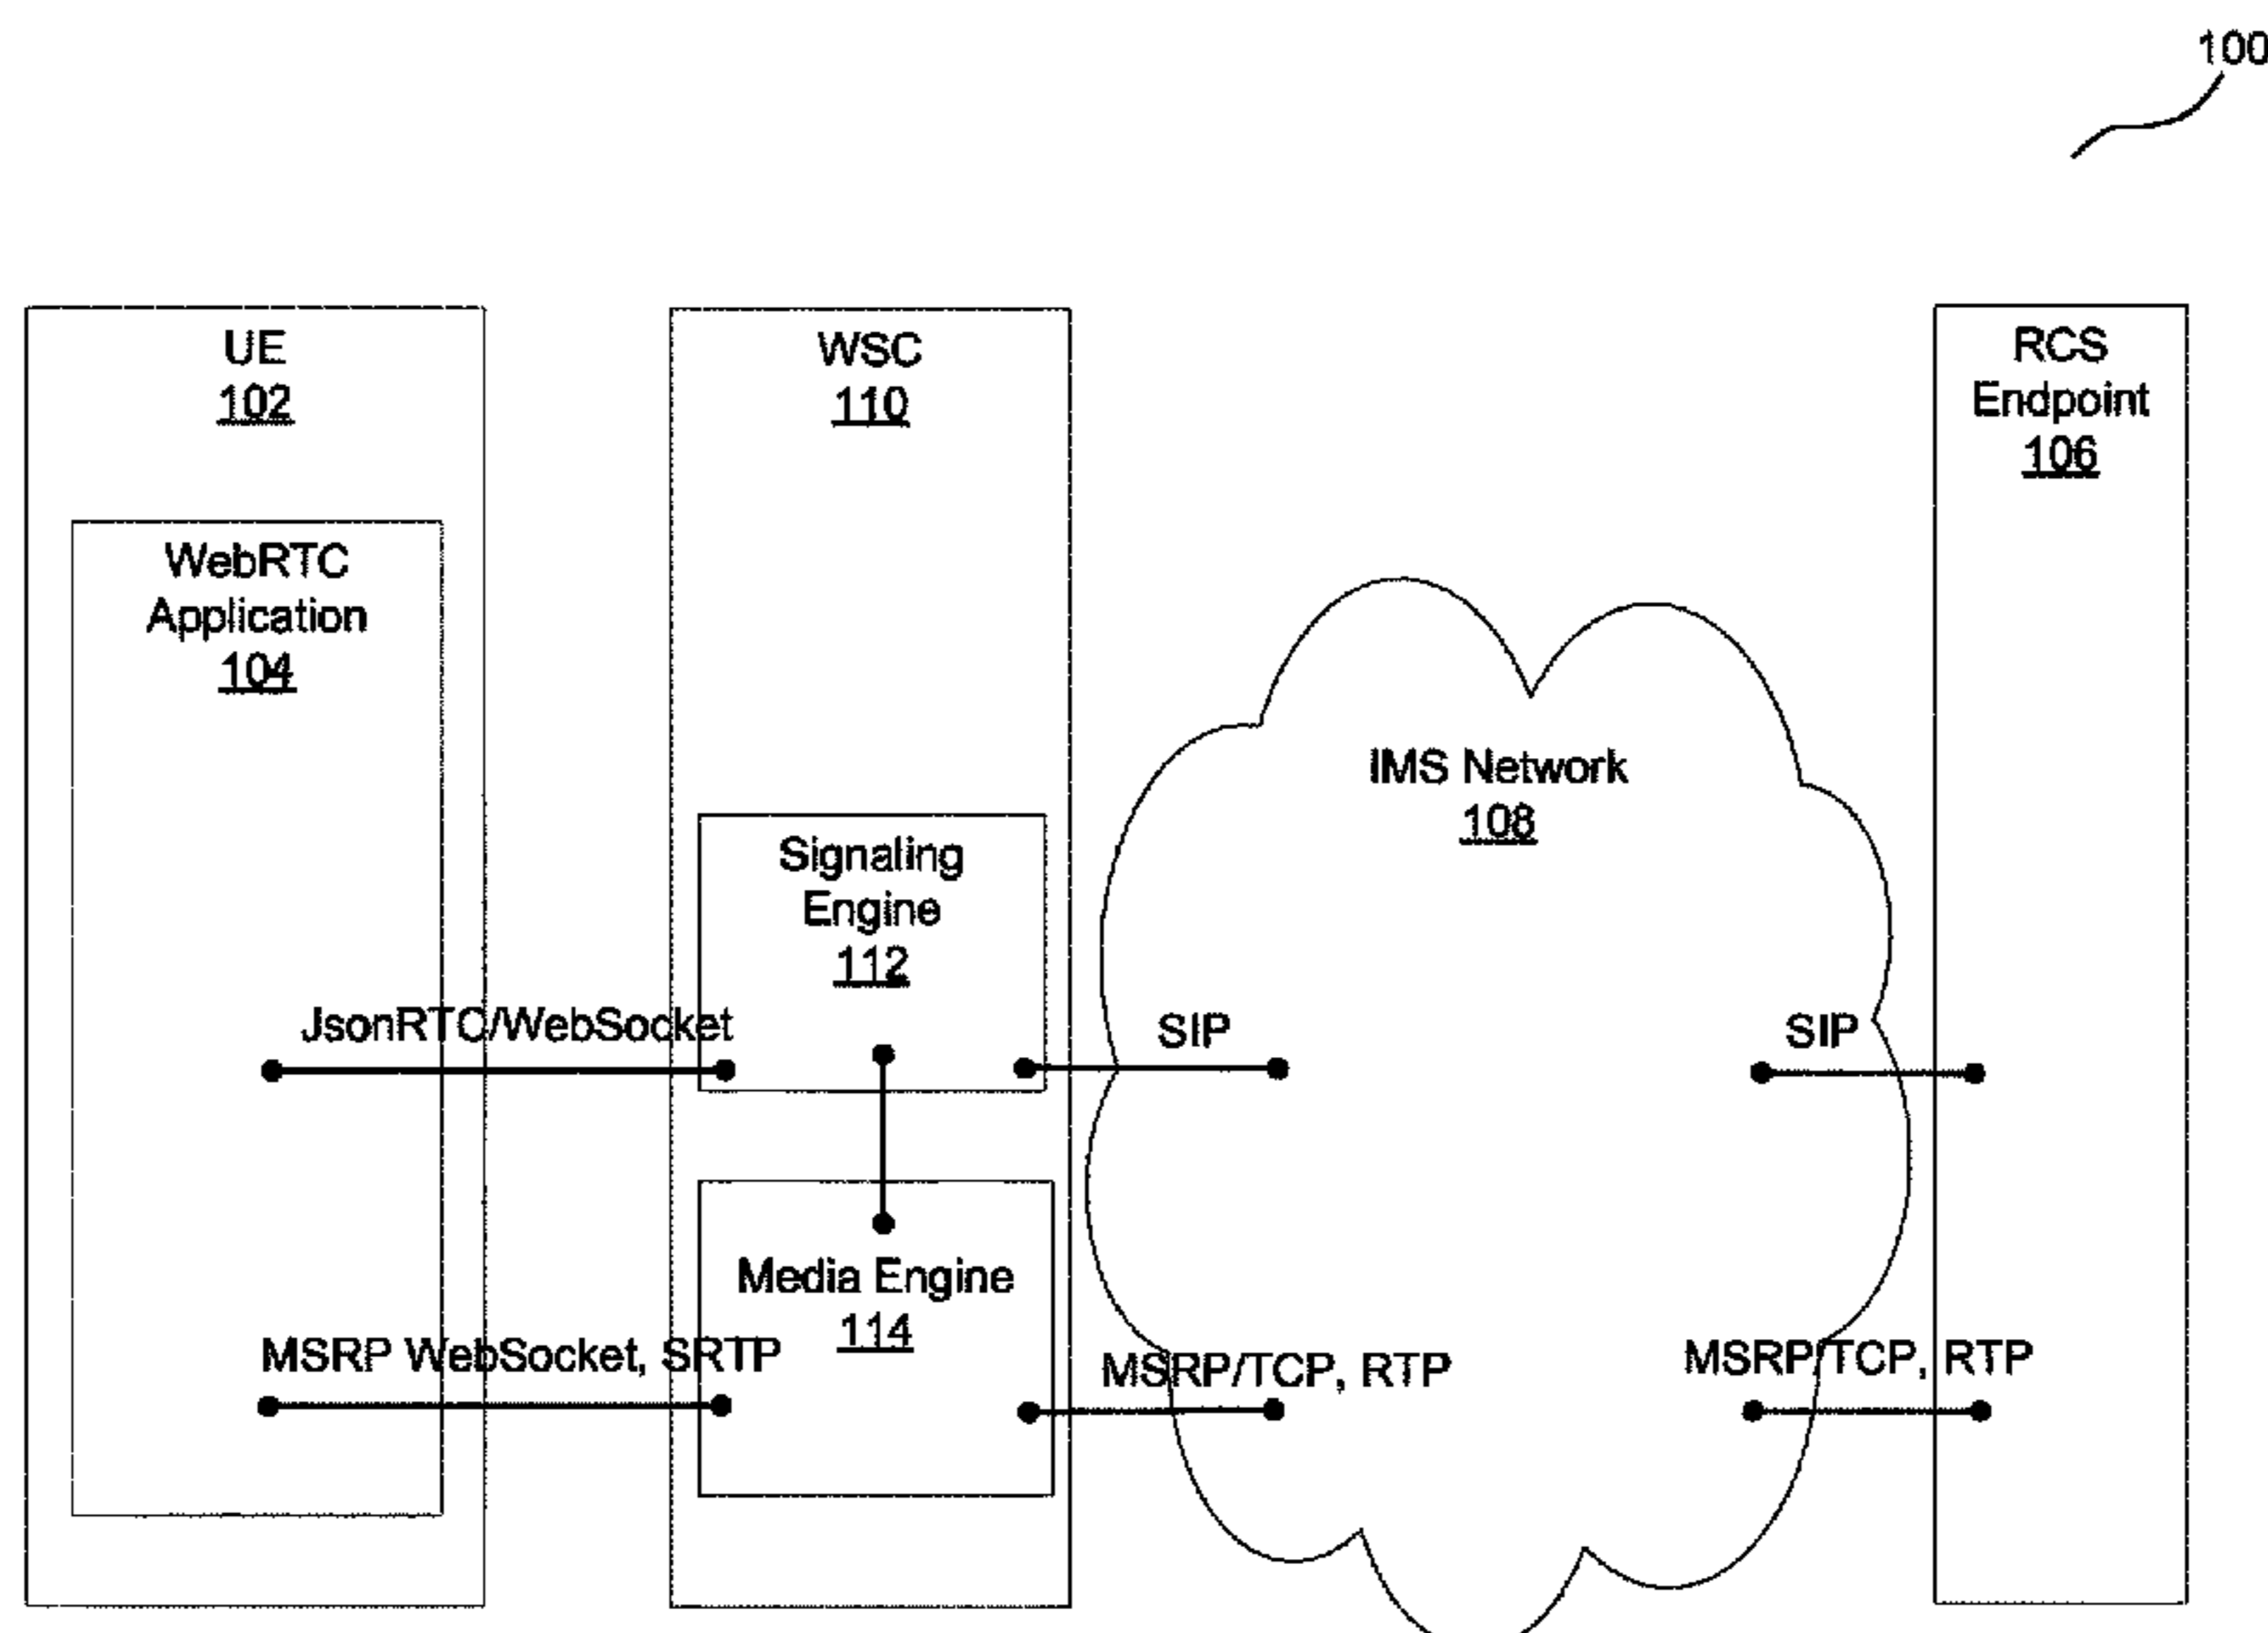 100
UE
102
WSC
110
RCS
Endpoint
106
WebRTC
Application
104
IMS Network
108
Signaling
Engine
112
JsonRTC/WebSocket
SIP
SIP
Media Engine
114
MSRP WebSocket, SRTP
MSRP/TCP, RTP
MSRP/TCP, RTP